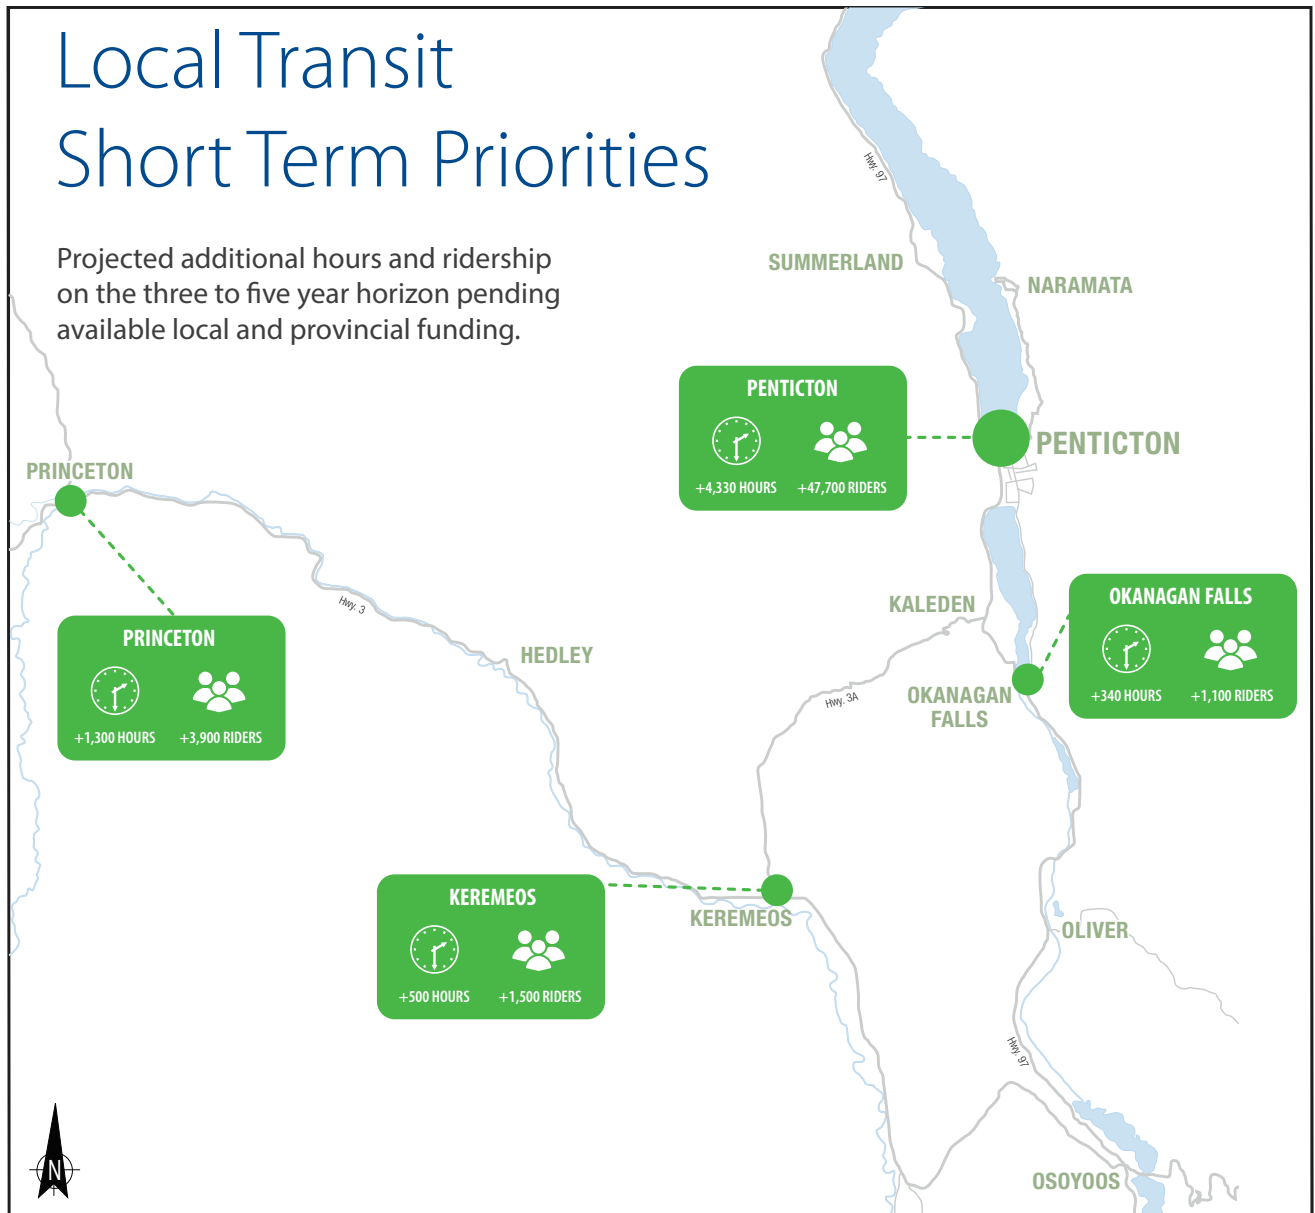 Local Transit
Short Term Priorities
Projected additional hours and ridership
on the three to five year horizon pending
available local and provincial funding.
Hwy. 97
SUMMERLAND
NARAMATA
PENTICTON
+4,330 HOURS +47,700 RIDERS
PENTICTON
PRINCETON
Hwy. 3
PRINCETON
+1,300 HOURS +3,900 RIDERS
HEDLEY
KALEDEN
OKANAGAN FALLS
+340 HOURS +1,100 RIDERS
OKANAGAN
FALLS
Hwy. 3A
KEREMEOS
+500 HOURS +1,500 RIDERS
KEREMEOS
OLIVER
Hwy. 97
OSOYOOS
N